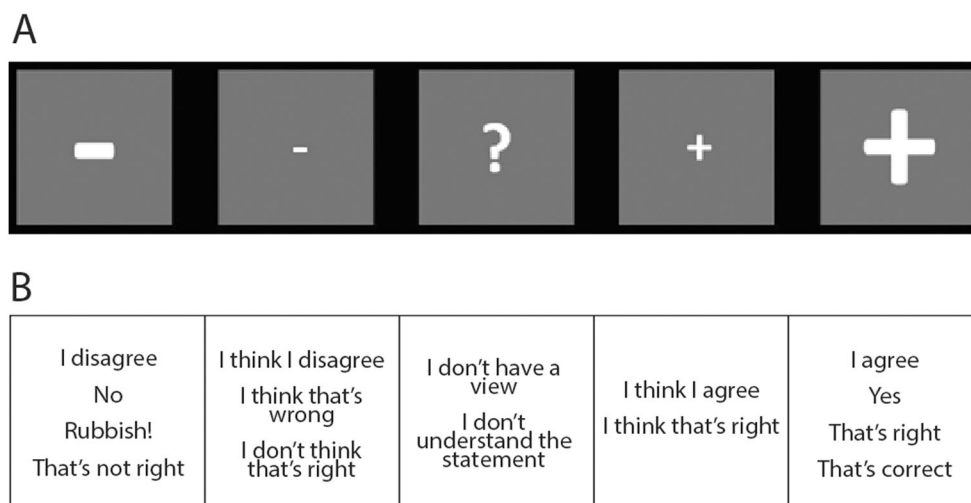 A
-
-
?
+
+
B
I disagree
No
Rubbish!
That's not right
I think I disagree
I think that's
wrong
I don't think
that's right
I don't have a
view
I don't
understand the
statement
I think I agree
I think that's right
I agree
Yes
That's right
That's correct